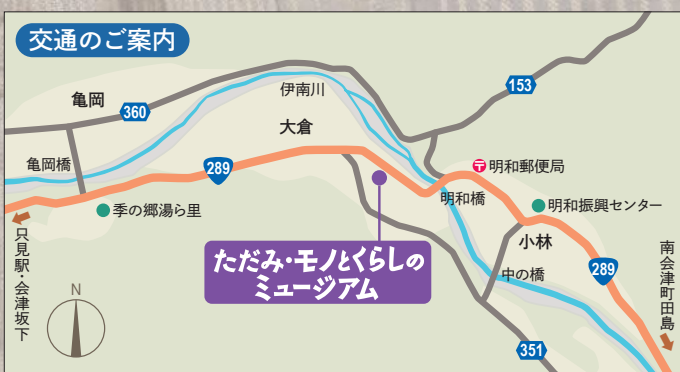 交通のご案内
153
亀岡
360
伊南川
大倉
亀岡橋
289
明和郵便局
明和橋
季の郷湯ら里
明和振興センター
小林
只見駅・会津坂下
ただみ・モノとくらしの
ミュージアム
中の橋
289
南会津町田島
N
351